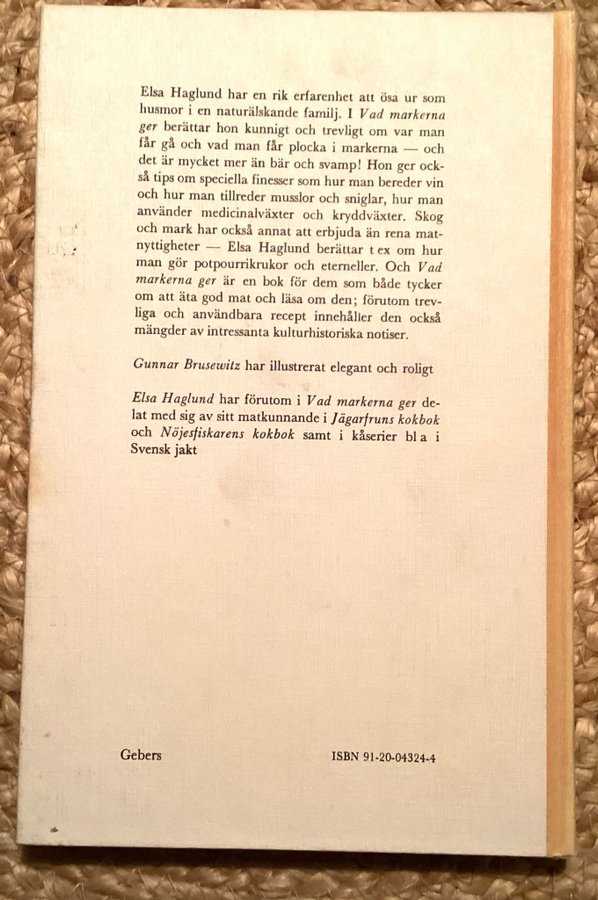 Elsa Haglund har en rik erfarenhet att ösa ur som
husmor i en naturälskande familj. I Vad markerna
ger berättar hon kunnigt och trevligt om var man
får gå och vad man får plocka i markerna — och
det är mycket mer än bär och svamp! Hon ger ock-
så tips om speciella finesser som hur man bereder vin
och hur man tillreder musslor och sniglar, hur man
använder medicinalväxter och kryddväxter. Skog
och mark har också annat att erbjuda än rena mat-
nyttigheter — Elsa Haglund berättar t ex om hur
man gör potpourrikrukor och eterneller. Och Vad
markerna ger är en bok för dem som både tycker
om att äta god mat och läsa om den; förutom trev-
liga och användbara recept innehåller den också
mängder av intressanta kulturhistoriska notiser.
Gunnar Brusewitz har illustrerat elegant och roligt
Elsa Haglund har förutom i Vad markerna ger de-
lat med sig av sitt matkunnande i Jägarfruns kokbok
och Nöjesfiskarens kokbok samt i kåserier bl a i
Svensk jakt
Gebers
ISBN 91-20-04324-4